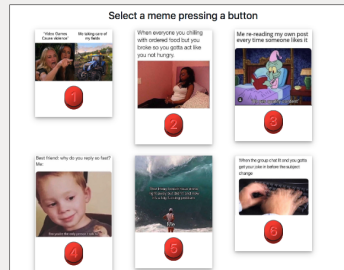 Select a meme pressing a button
"Video Games Cause violence"
Me taking care of my fields
1
When everyone you chilling
with ordered food but you
broke so you gotta act like
you not hungry.
2
Me re-reading my own post
every time someone likes it
3
Best friend: why do you reply so fast?
Me:
4
5
When the group chat lit and you gotta
get your joke in before the subject
change:
6